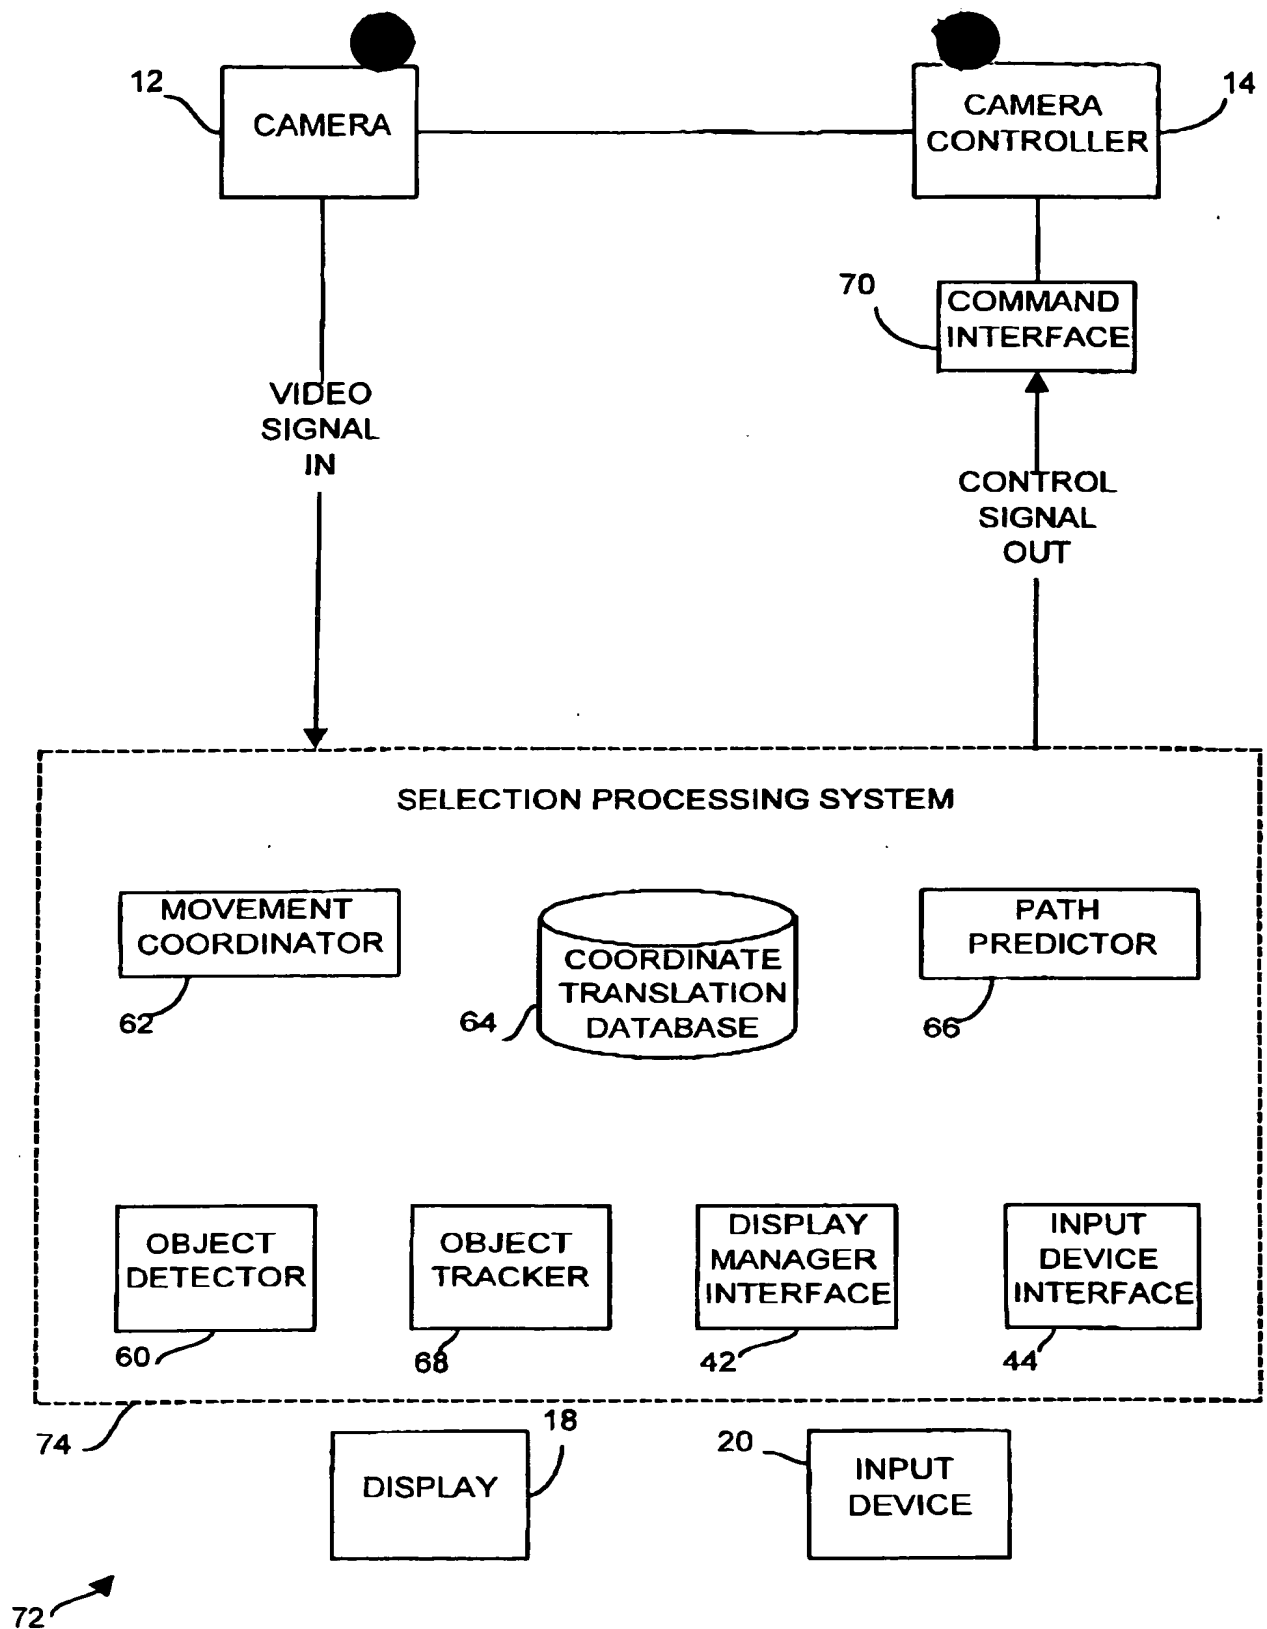 12
CAMERA
CAMERA
CONTROLLER
14
70
COMMAND
INTERFACE
VIDEO
SIGNAL
IN
CONTROL
SIGNAL
OUT
SELECTION PROCESSING SYSTEM
MOVEMENT
COORDINATOR
62
COORDINATE
TRANSLATION
DATABASE
64
PATH
PREDICTOR
66
OBJECT
DETECTOR
60
OBJECT
TRACKER
68
DISPLAY
MANAGER
INTERFACE
42
INPUT
DEVICE
INTERFACE
44
74
DISPLAY
18
20
INPUT
DEVICE
72